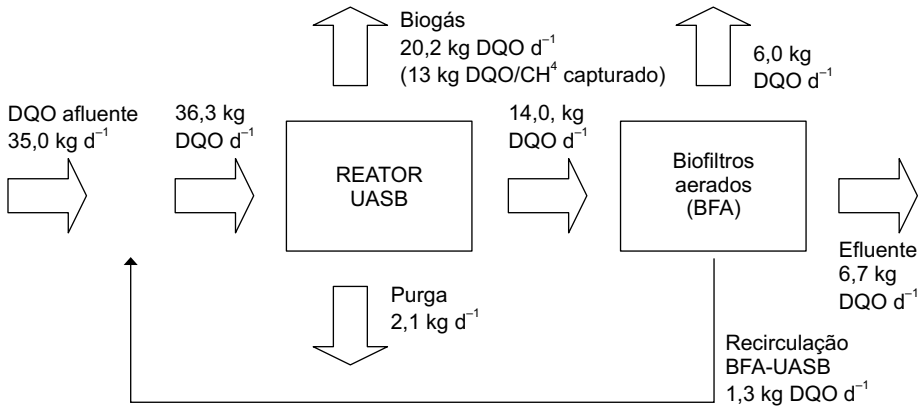 Biogás
20,2 kg DQO d⁻¹
(13 kg DQO/CH⁴ capturado)
6,0 kg
DQO d⁻¹
DQO afluente
35,0 kg d⁻¹
36,3 kg
DQO d⁻¹
REATOR
UASB
14,0, kg
DQO d⁻¹
Biofiltros
aerados
(BFA)
Efluente
6,7 kg
DQO d⁻¹
Purga
2,1 kg d⁻¹
Recirculação
BFA-UASB
1,3 kg DQO d⁻¹